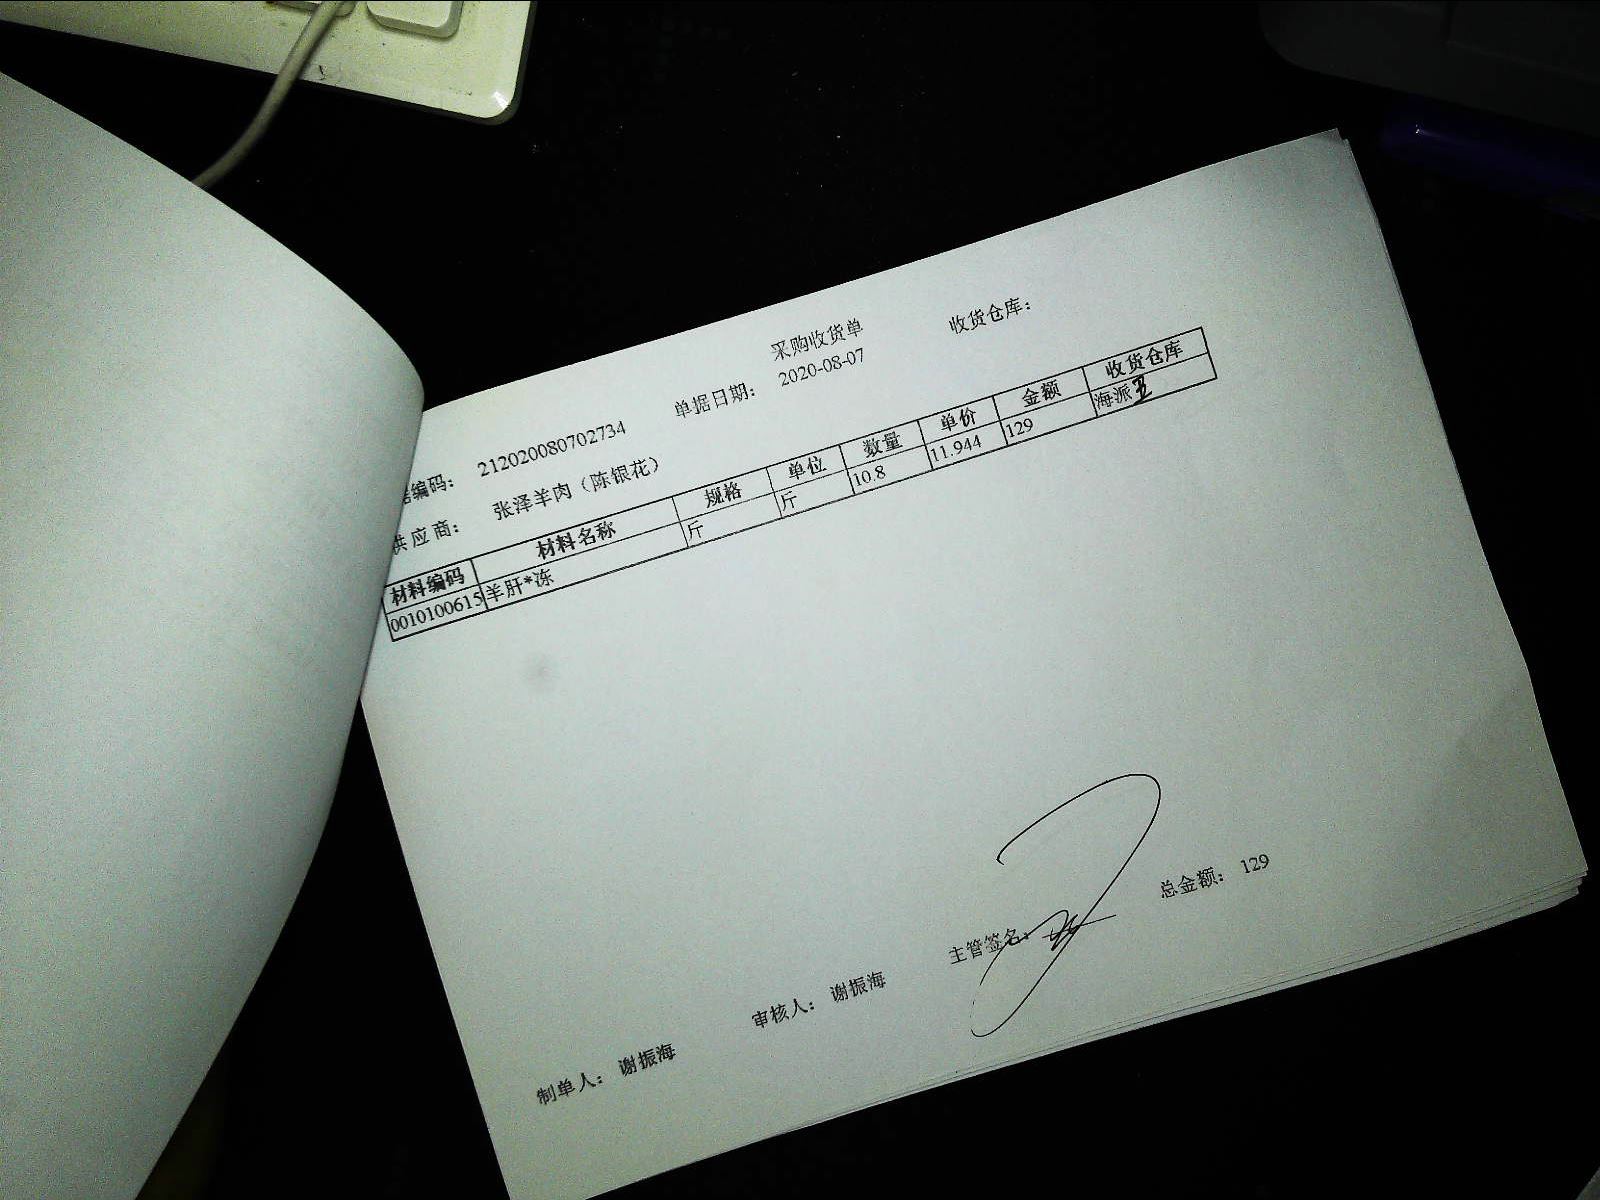 采购收货单
编码： 212020080702734 单据日期： 2020-08-07 收货仓库：
供应商： 张泽羊肉（陈银花）
材料编码 材料名称 规格 单位 数量 单价 金额 收货仓库
0010100615 羊肝*冻 斤 斤 10.8 11.944 129 海派
制单人： 谢振海 审核人： 谢振海 主管签名： 总金额： 129